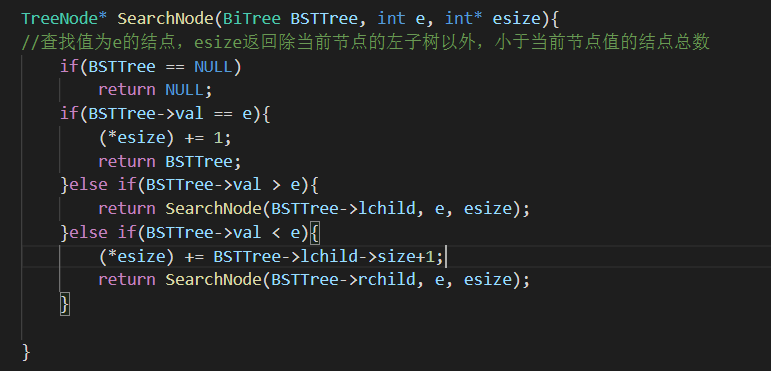 TreeNode* SearchNode(BiTree BSTTree, int e, int* esize){
//查找值为e的结点，esize返回除当前节点的左子树以外，小于当前节点值的结点总数
    if(BSTTree == NULL)
        return NULL;
    if(BSTTree->val == e){
        (*esize) += 1;
        return BSTTree;
    }else if(BSTTree->val > e){
        return SearchNode(BSTTree->lchild, e, esize);
    }else if(BSTTree->val < e){
        (*esize) += BSTTree->lchild->size+1;
        return SearchNode(BSTTree->rchild, e, esize);
    }
}